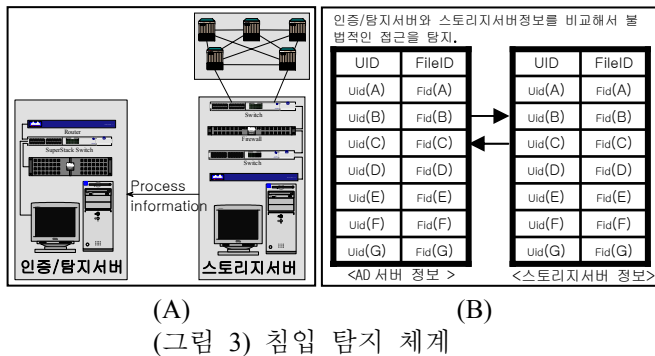 Switch
Firewall
Switch
Router
SuperStack Switch
Process
information
인증/탐지서버
스토리지서버
인증/탐지서버와 스토리지서버정보를 비교해서 불
법적인 접근을 탐지.
UID FileID UID FileID
Uid(A) Fid(A) Uid(A) Fid(A)
Uid(B) Fid(B) Uid(B) Fid(B)
Uid(C) Fid(C) Uid(C) Fid(C)
Uid(D) Fid(D) Uid(D) Fid(D)
Uid(E) Fid(E) Uid(E) Fid(E)
Uid(F) Fid(F) Uid(F) Fid(F)
Uid(G) Fid(G) Uid(G) Fid(G)
<AD 서버 정보 > <스토리지서버 정보>
(A) (B)
(그림 3) 침입 탐지 체계